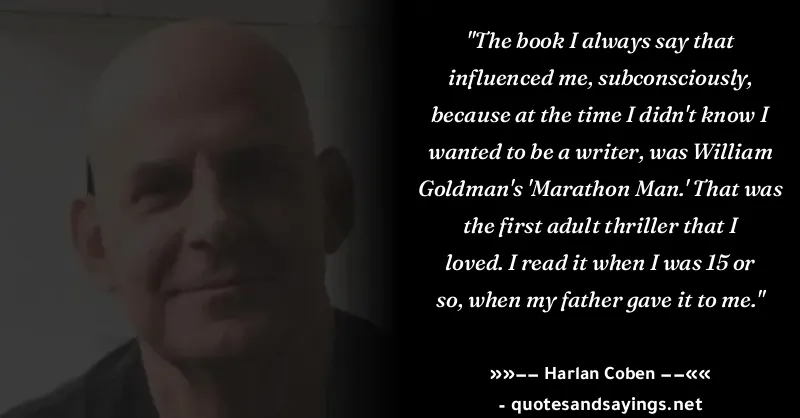 "The book I always say that
influenced me, subconsciously,
because at the time I didn't know I
wanted to be a writer, was William
Goldman's 'Marathon Man.' That was
the first adult thriller that I
loved. I read it when I was 15 or
so, when my father gave it to me."
»»−− Harlan Coben −−««
- quotesandsayings.net